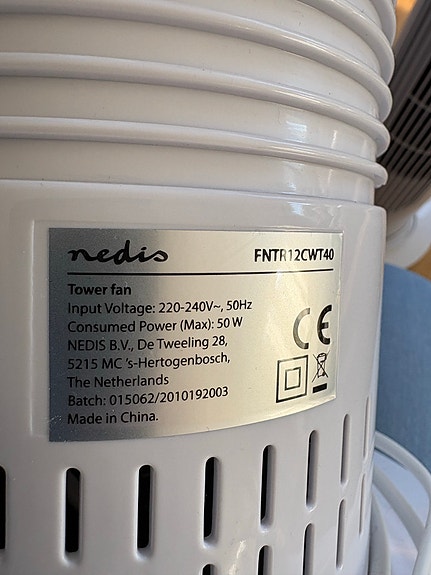 nedis FNTR12CWT40
Tower fan
Input Voltage: 220-240V~, 50Hz
Consumed Power (Max): 50 W
NEDIS B.V., De Tweeling 28,
5215 MC 's-Hertogenbosch,
The Netherlands
Batch: 015062/2010192003
Made in China.
CE